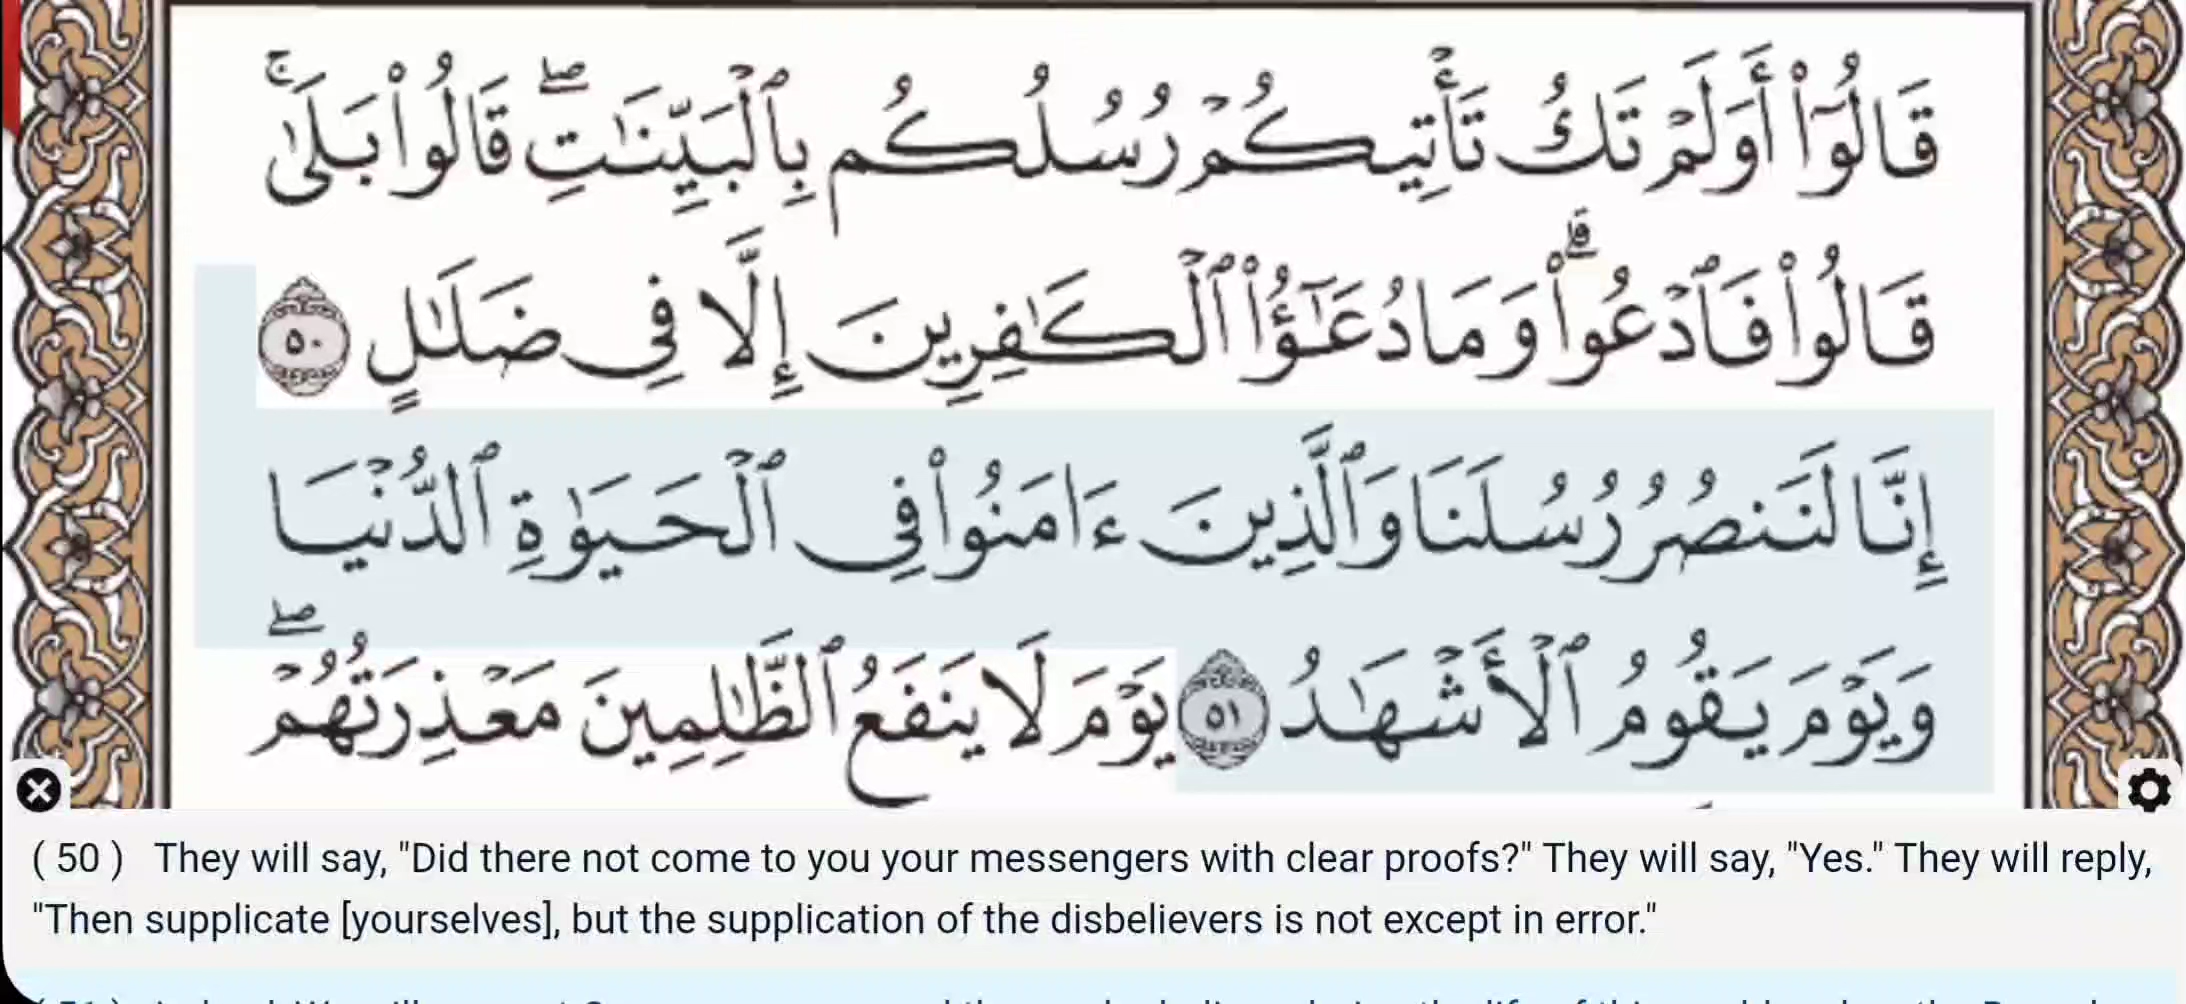 قَالُوٓا۟ أَوَلَمْ تَكُ تَأْتِيكُمْ رُسُلُكُم بِٱلْبَيِّنَـٰتِ ۖ قَالُوا۟ بَلَىٰ ۚ
قَالُوا۟ فَٱدْعُوا۟ ۗ وَمَا دُعَـٰٓؤُا۟ ٱلْكَـٰفِرِينَ إِلَّا فِى ضَلَـٰلٍ ٥٠
إِنَّا لَنَنصُرُ رُسُلَنَا وَٱلَّذِينَ ءَامَنُوا۟ فِى ٱلْحَيَوٰةِ ٱلدُّنْيَا
وَيَوْمَ يَقُومُ ٱلْأَشْهَـٰدُ ٥١ يَوْمَ لَا يَنفَعُ ٱلظَّـٰلِمِينَ مَعْذِرَتُهُمْ ۖ
( 50 ) They will say, "Did there not come to you your messengers with clear proofs?" They will say, "Yes." They will reply,
"Then supplicate [yourselves], but the supplication of the disbelievers is not except in error."